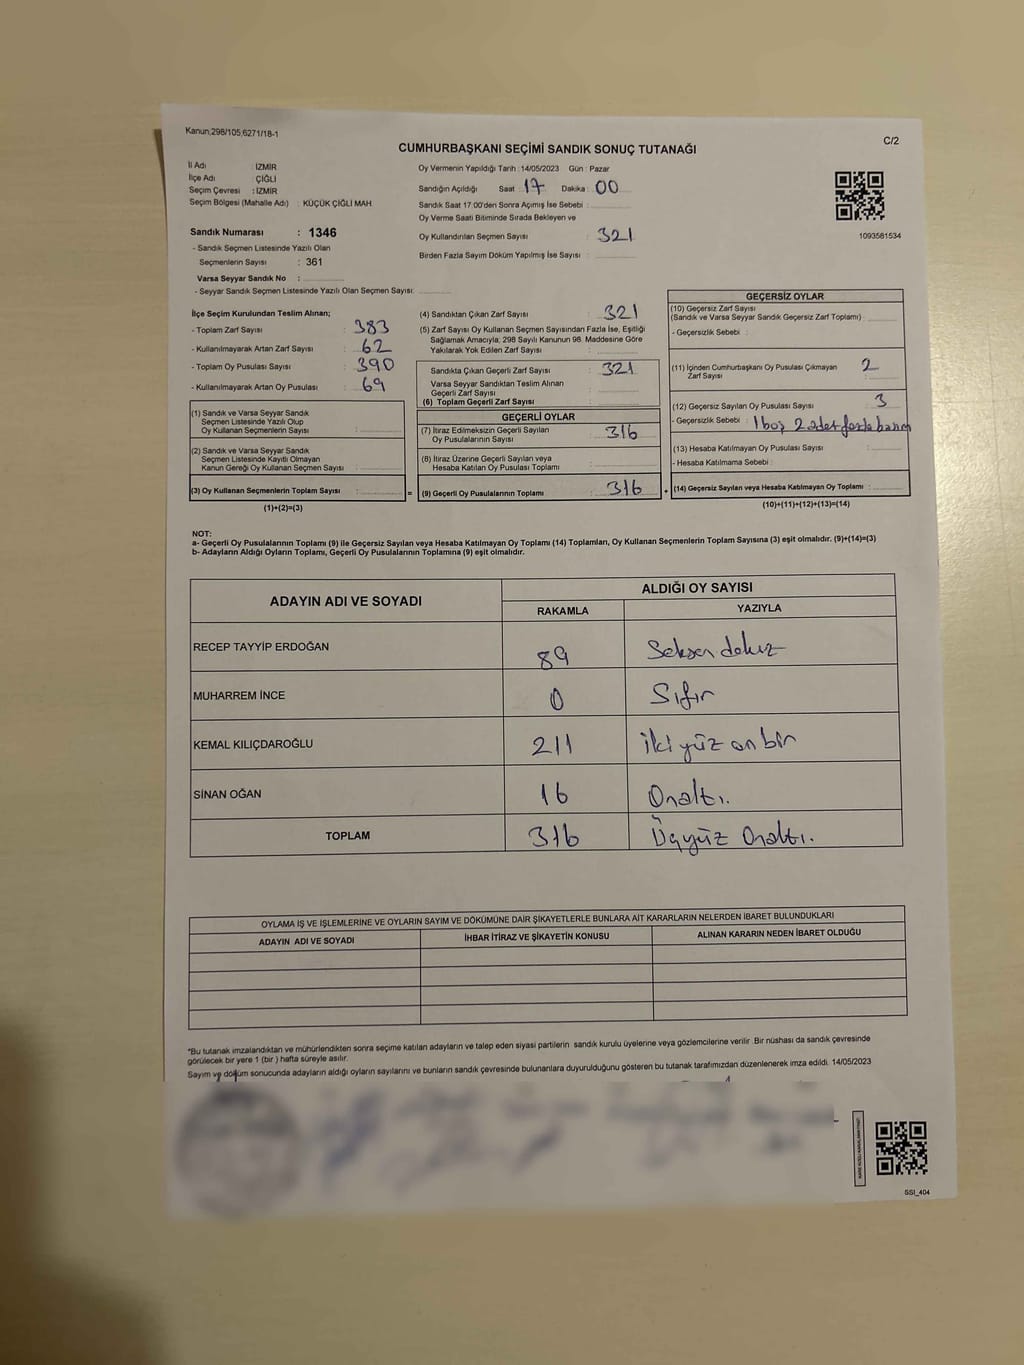 Kanun,298/105,6271/18-1
C/2
CUMHURBAŞKANI SEÇİMİ SANDIK SONUÇ TUTANAĞI
İl Adı : İZMİR
İlçe Adı : ÇİĞLİ
Seçim Çevresi : İZMİR
Seçim Bölgesi (Mahalle Adı) : KÜÇÜK ÇİĞLİ MAH.
Oy Vermenin Yapıldığı Tarih : 14/05/2023 Gün : Pazar
Sandığın Açıldığı Saat : 17 Dakika : 00
Sandık Saat 17:00'den Sonra Açımış İse Sebebi :
Oy Verme Saati Bitiminde Sırada Bekleyen ve
Oy Kullandırılan Seçmen Sayısı : 321
Birden Fazla Sayım Döküm Yapılmış İse Sayısı :
1093581534
Sandık Numarası : 1346
- Sandık Seçmen Listesinde Yazılı Olan
Seçmenlerin Sayısı : 361
Varsa Seyyar Sandık No :
- Seyyar Sandık Seçmen Listesinde Yazılı Olan Seçmen Sayısı:
İlçe Seçim Kurulundan Teslim Alınan;
- Toplam Zarf Sayısı : 383
- Kullanılmayarak Artan Zarf Sayısı : 62
- Toplam Oy Pusulası Sayısı : 390
- Kullanılmayarak Artan Oy Pusulası : 69
(1) Sandık ve Varsa Seyyar Sandık
Seçmen Listesinde Yazılı Olup
Oy Kullanan Seçmenlerin Sayısı :
(2) Sandık ve Varsa Seyyar Sandık
Seçmen Listesinde Kayıtlı Olmayan
Kanun Gereği Oy Kullanan Seçmen Sayısı :
(3) Oy Kullanan Seçmenlerin Toplam Sayısı :
(1)+(2)=(3)
(4) Sandıktan Çıkan Zarf Sayısı : 321
(5) Zarf Sayısı Oy Kullanan Seçmen Sayısından Fazla İse, Eşitliği
Sağlamak Amacıyla, 298 Sayılı Kanunun 98. Maddesine Göre
Yakılarak Yok Edilen Zarf Sayısı :
Sandıkta Çıkan Geçerli Zarf Sayısı : 321
Varsa Seyyar Sandıktan Teslim Alınan
Geçerli Zarf Sayısı :
(6) Toplam Geçerli Zarf Sayısı :
GEÇERLİ OYLAR
(7) İtiraz Edilmeksizin Geçerli Sayılan
Oy Pusulalarının Sayısı : 316
(8) İtiraz Üzerine Geçerli Sayılan veya
Hesaba Katılan Oy Pusulası Toplamı :
= (9) Geçerli Oy Pusulalarının Toplamı : 316
GEÇERSİZ OYLAR
(10) Geçersiz Zarf Sayısı
(Sandık ve Varsa Seyyar Sandık Geçersiz Zarf Toplamı) :
- Geçersizlik Sebebi :
(11) İçinden Cumhurbaşkanı Oy Pusulası Çıkmayan 2
Zarf Sayısı :
(12) Geçersiz Sayılan Oy Pusulası Sayısı : 3
- Geçersizlik Sebebi : 1 boş 2 adet fazla
(13) Hesaba Katılmayan Oy Pusulası Sayısı :
- Hesaba Katılmama Sebebi :
+ (14) Geçersiz Sayılan veya Hesaba Katılmayan Oy Toplamı :
(10)+(11)+(12)+(13)=(14)
NOT:
a- Geçerli Oy Pusulalarının Toplamı (9) ile Geçersiz Sayılan veya Hesaba Katılmayan Oy Toplamı (14) Toplamları, Oy Kullanan Seçmenlerin Toplam Sayısına (3) eşit olmalıdır. (9)+(14)=(3)
b- Adayların Aldığı Oyların Toplamı, Geçerli Oy Pusulalarının Toplamına (9) eşit olmalıdır.
ADAYIN ADI VE SOYADI ALDIĞI OY SAYISI
RAKAMLA YAZIYLA
RECEP TAYYİP ERDOĞAN 89 Seksen dokuz
MUHARREM İNCE 0 Sıfır
KEMAL KILIÇDAROĞLU 211 iki yüz on bir
SİNAN OĞAN 16 Onaltı.
TOPLAM 316 Üçyüz Onaltı.
OYLAMA İŞ VE İŞLEMLERİNE VE OYLARIN SAYIM VE DÖKÜMÜNE DAİR ŞİKAYETLERLE BUNLARA AİT KARARLARIN NELERDEN İBARET BULUNDUKLARI
ADAYIN ADI VE SOYADI İHBAR İTİRAZ VE ŞİKAYETİN KONUSU ALINAN KARARIN NEDEN İBARET OLDUĞU
*Bu tutanak imzalandıktan ve mühürlendikten sonra seçime katılan adayların ve talep eden siyasi partilerin sandık kurulu üyelerine veya gözlemcilerine verilir. Bir nüshası da sandık çevresinde
görülecek bir yere 1 (bir) hafta süreyle asılır.
Sayım ve döküm sonucunda adayların aldığı oyların sayılarını ve bunların sandık çevresinde bulunanlara duyurulduğunu gösteren bu tutanak tarafımızdan düzenlenerek imza edildi. 14/05/2023
SSI_404